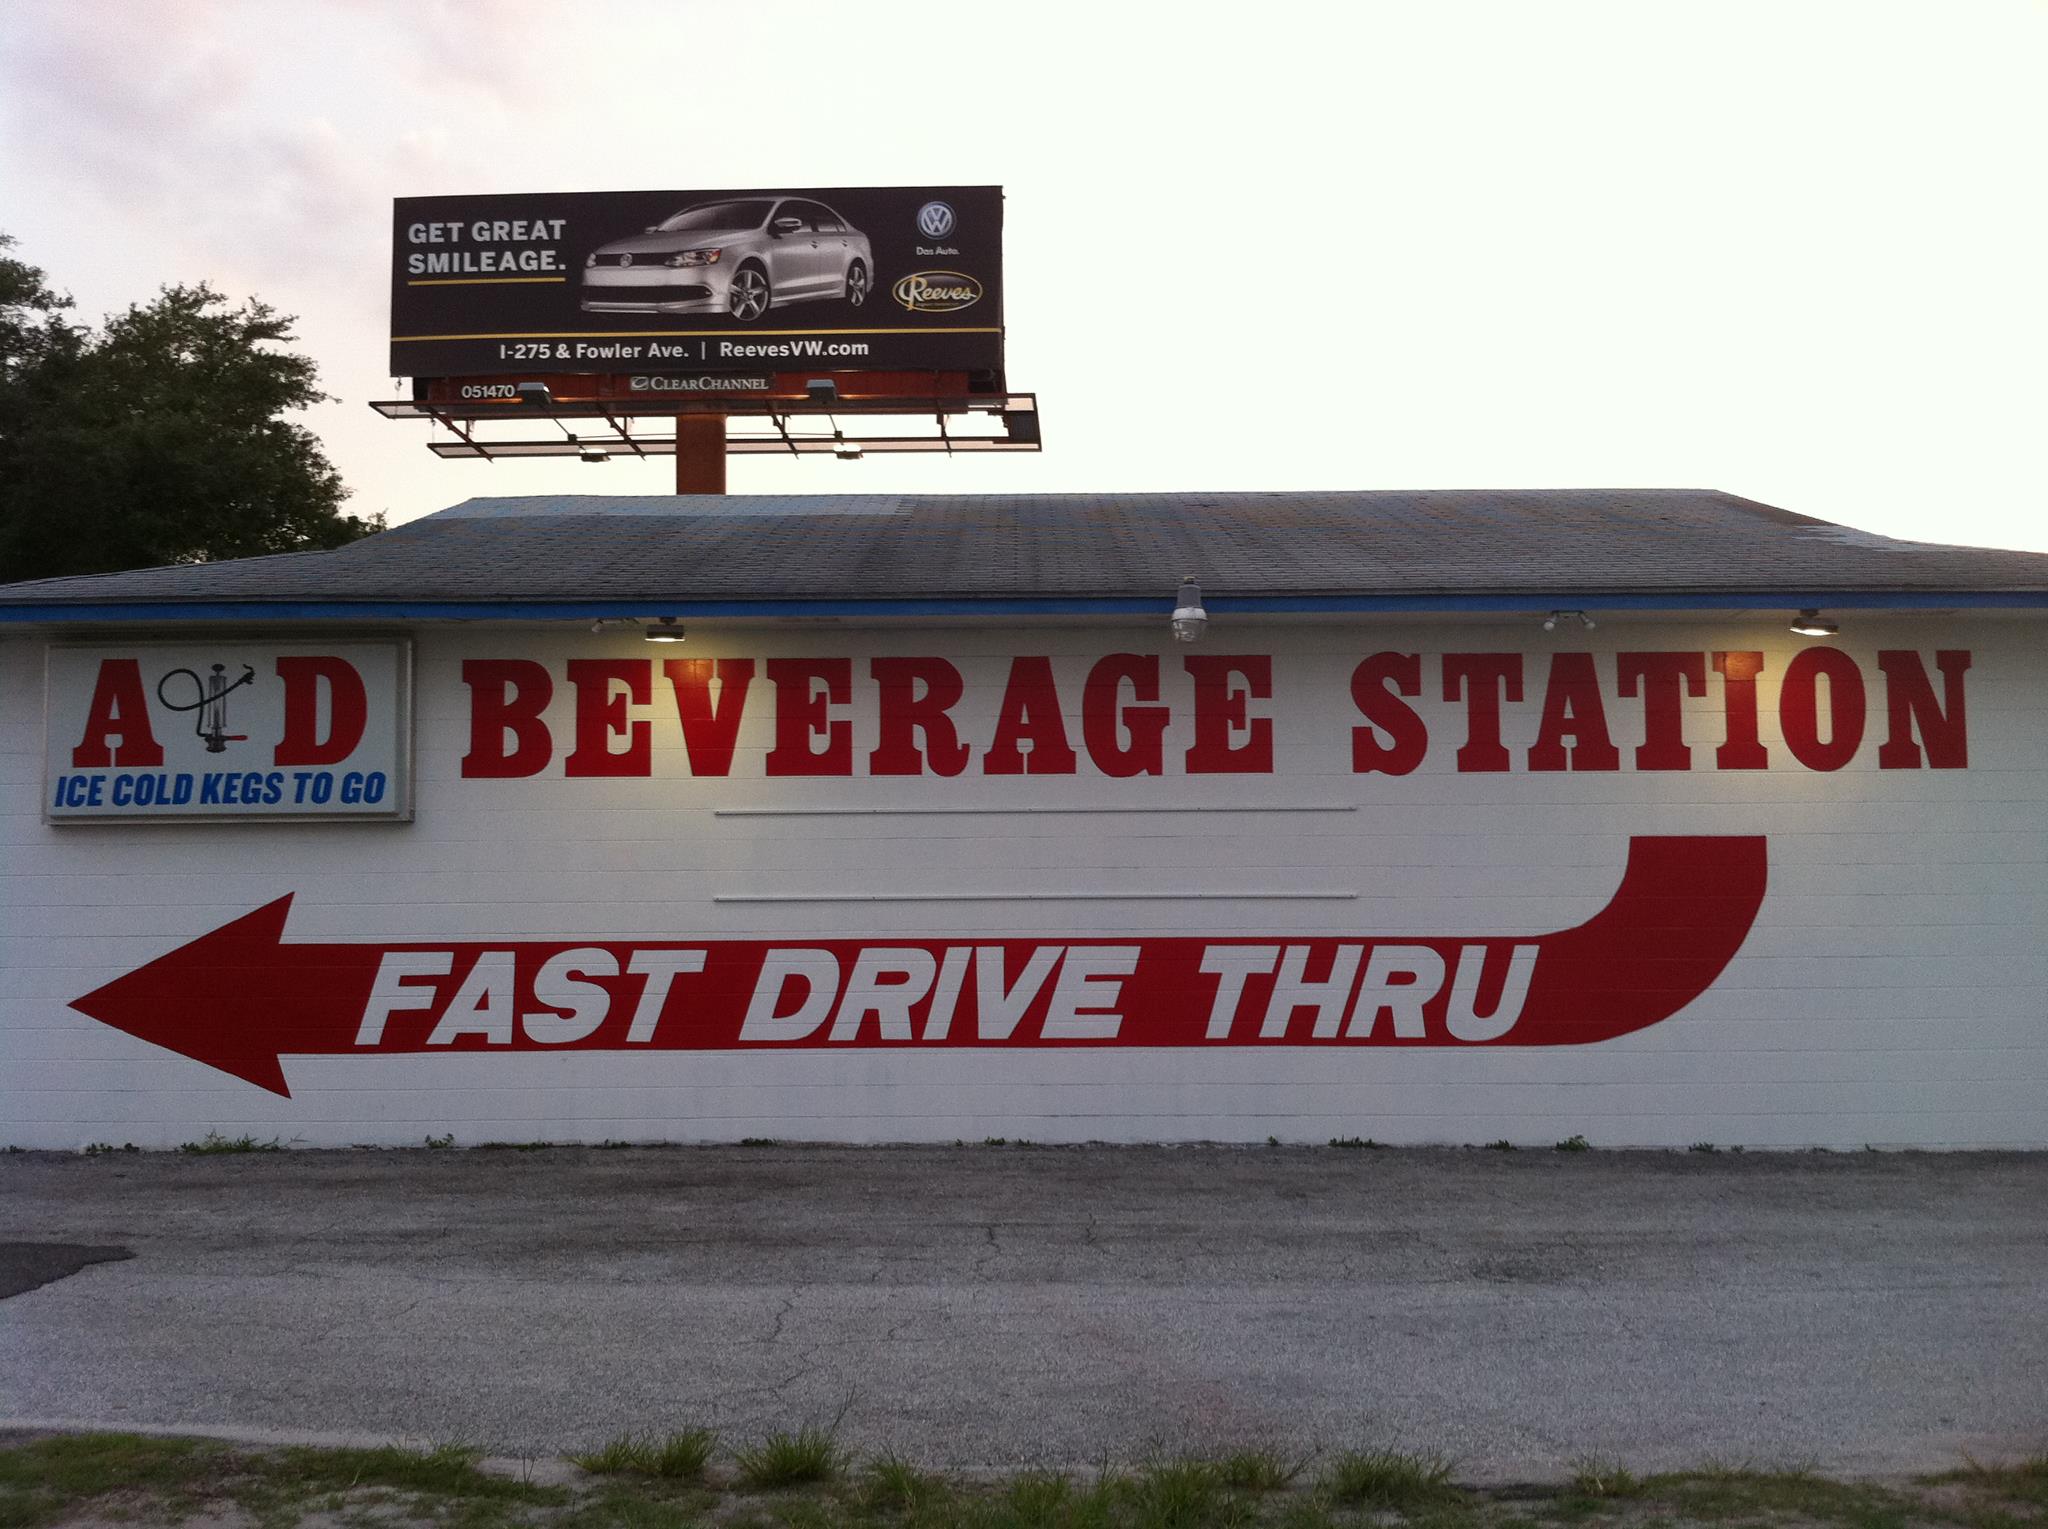 GET GREAT
SMILEAGE.
Das Auto.
Reeves
I-275 & Fowler Ave. | ReevesVW.com
051470
CLEARCHANNEL
A D BEVERAGE STATION
ICE COLD KEGS TO GO
FAST DRIVE THRU